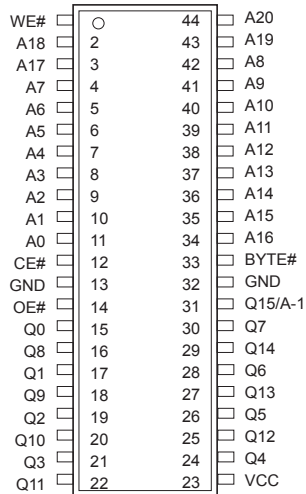 WE# 44 A20
A18 2 43 A19
A17 3 42 A8
A7 4 41 A9
A6 5 40 A10
A5 6 39 A11
A4 7 38 A12
A3 8 37 A13
A2 9 36 A14
A1 10 35 A15
A0 11 34 A16
CE# 12 33 BYTE#
GND 13 32 GND
OE# 14 31 Q15/A-1
Q0 15 30 Q7
Q8 16 29 Q14
Q1 17 28 Q6
Q9 18 27 Q13
Q2 19 26 Q5
Q10 20 25 Q12
Q3 21 24 Q4
Q11 22 23 VCC